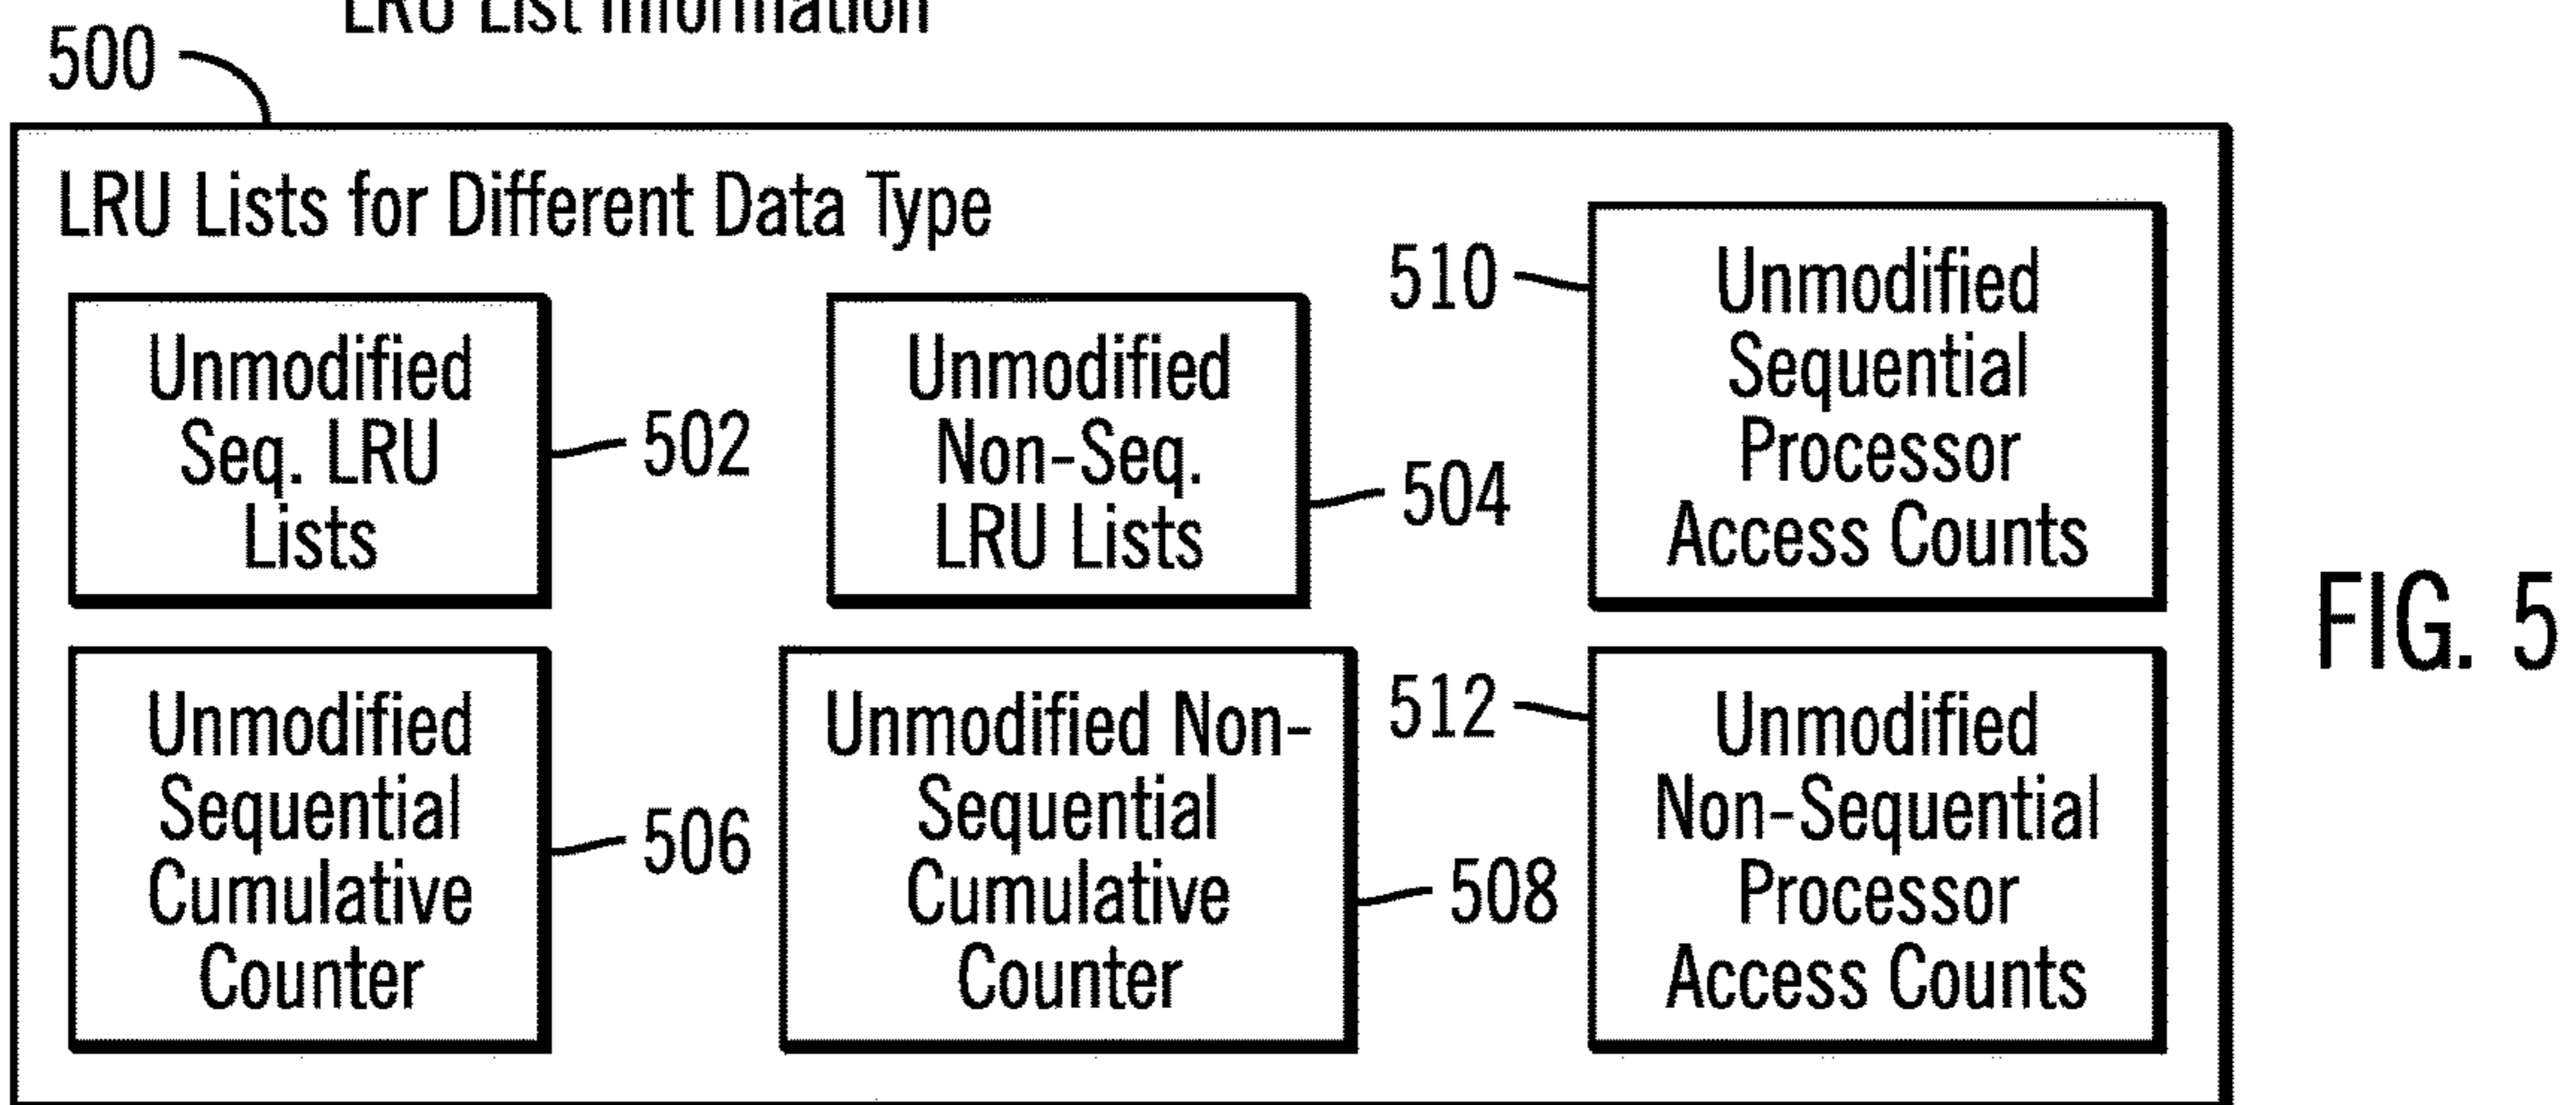 LRU List Information
500
LRU Lists for Different Data Type
Unmodified
Seq. LRU
Lists
502
Unmodified
Non-Seq.
LRU Lists
504
510
Unmodified
Sequential
Processor
Access Counts
Unmodified
Sequential
Cumulative
Counter
506
Unmodified Non-
Sequential
Cumulative
Counter
508
512
Unmodified
Non-Sequential
Processor
Access Counts
FIG. 5